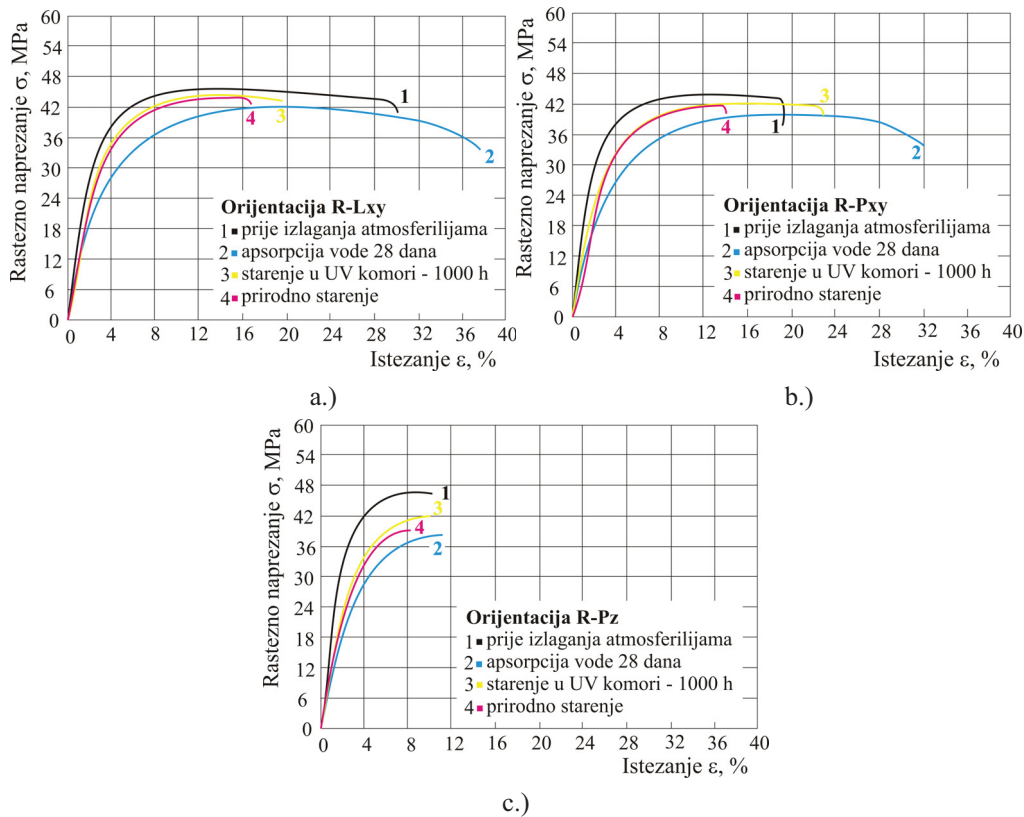 Rastezno naprezanje σ, MPa
60
54
48
42
36
30
24
18
12
6
0
1
2
3
4
Orijentacija R-Lxy
1 prije izlaganja atmosferilijama
2 apsorpcija vode 28 dana
3 starenje u UV komori - 1000 h
4 prirodno starenje
0 4 8 12 16 20 24 28 32 36 40
Istezanje ε, %
a.)
Rastezno naprezanje σ, MPa
60
54
48
42
36
30
24
18
12
6
0
3
4
1
2
Orijentacija R-Pxy
1 prije izlaganja atmosferilijama
2 apsorpcija vode 28 dana
3 starenje u UV komori - 1000 h
4 prirodno starenje
0 4 8 12 16 20 24 28 32 36 40
Istezanje ε, %
b.)
Rastezno naprezanje σ, MPa
60
54
48
42
36
30
24
18
12
6
0
1
3
4
2
Orijentacija R-Pz
1 prije izlaganja atmosferilijama
2 apsorpcija vode 28 dana
3 starenje u UV komori - 1000 h
4 prirodno starenje
0 4 8 12 16 20 24 28 32 36 40
Istezanje ε, %
c.)